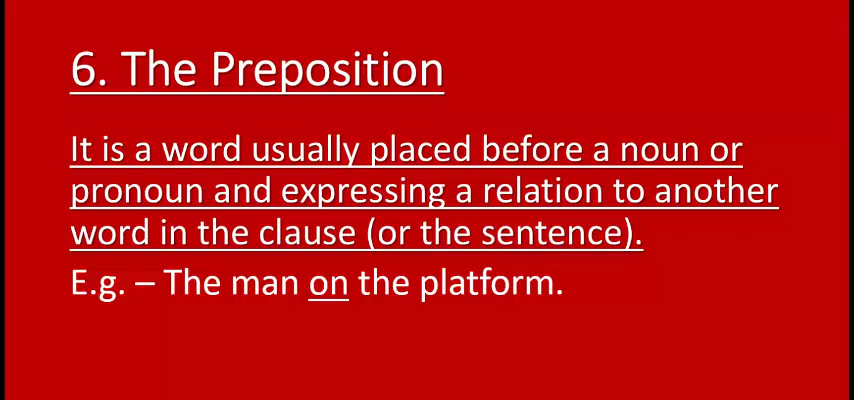 6. The Preposition
It is a word usually placed before a noun or
pronoun and expressing a relation to another
word in the clause (or the sentence).
E.g. – The man on the platform.